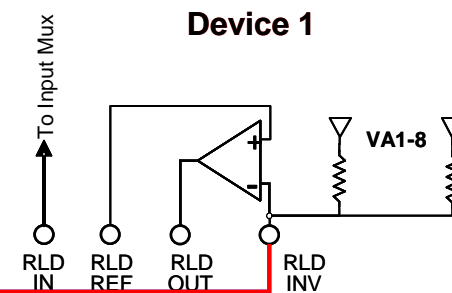 Device 1
To Input Mux
+
VA1-8
-
RLD IN
RLD REF
RLD OUT
RLD INV